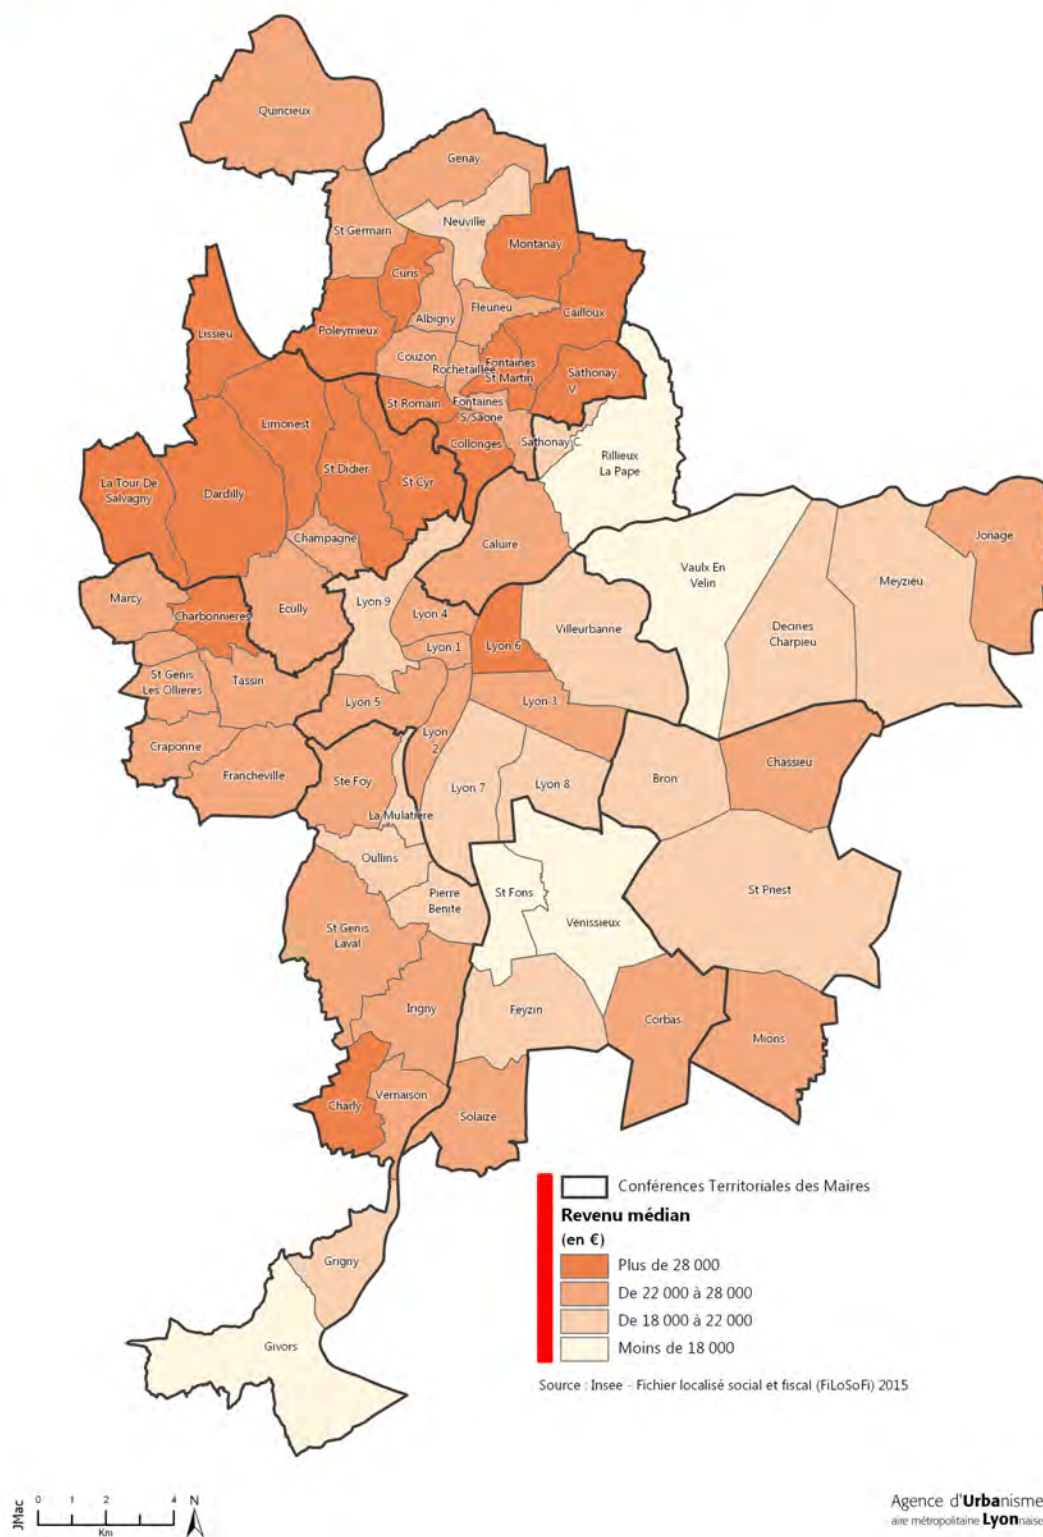 Quincieux
Genay
Neuville
St Germain
Montanay
Curis
Albigny
Fleuneu
Cailloux
Lissieu
Poleymieux
Couzon
Rochetaillée
Fontaines
St Martin
Sathonay
V.
St Romain
Fontaines
S/Saône
Limonest
Collonges
Sathonay C.
Rillieux
La Pape
La Tour De
Salvagny
Dardilly
St Didier
St Cyr
Champagne
Caluire
Jonage
Vaulx En
Velin
Meyzieu
Marcy
Charbonnieres
Ecully
Lyon 9
Lyon 4
Villeurbanne
Decines
Charpieu
Lyon 1
Lyon 6
St Genis
Les Ollieres
Tassin
Lyon 5
Lyon 3
Craponne
Lyon
2
Francheville
Ste Foy
Lyon 7
Lyon 8
Bron
Chassieu
La Mulatière
Oullins
Pierre
Benite
St Fons
St Priest
Venissieux
St Genis
Laval
Irigny
Feyzin
Corbas
Mions
Charly
Vernaison
Solaize
Grigny
Givors
Conférences Territoriales des Maires
Revenu médian
(en €)
Plus de 28 000
De 22 000 à 28 000
De 18 000 à 22 000
Moins de 18 000
Source : Insee - Fichier localisé social et fiscal (FiLoSoFi) 2015
JMac
0 1 2 4 N
Km
Agence d'Urbanisme
aire métropolitaine Lyonnaise